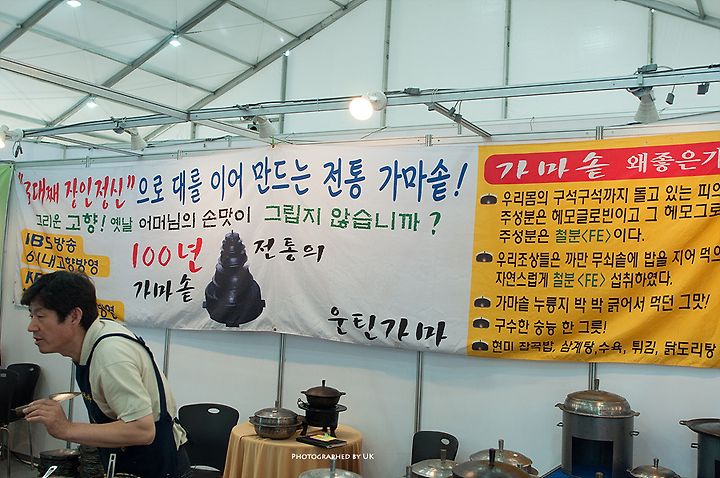 "3대째 장인정신"으로 대를 이어 만드는 전통 가마솥!
그리운 고향! 옛날 어머님의 손맛이 그립지 않습니까?
100년 전통의
가마솥
운틴가마
방송
6시내고향방영
가마솥 왜좋은가
우리몸의 구석구석까지 돌고 있는 피의
주성분은 헤모글로빈이고 그 헤모글로
주성분은 철분<FE>이다.
우리조상들은 까만 무쇠솥에 밥을 지어 먹으
자연스럽게 철분<FE> 섭취하였다.
가마솥 누룽지 박 박 긁어서 먹던 그맛!
구수한 숭늉 한 그릇!
현미 잡곡밥, 삼계탕,수육, 튀김, 닭도리탕
PHOTOGRAPHED BY UK